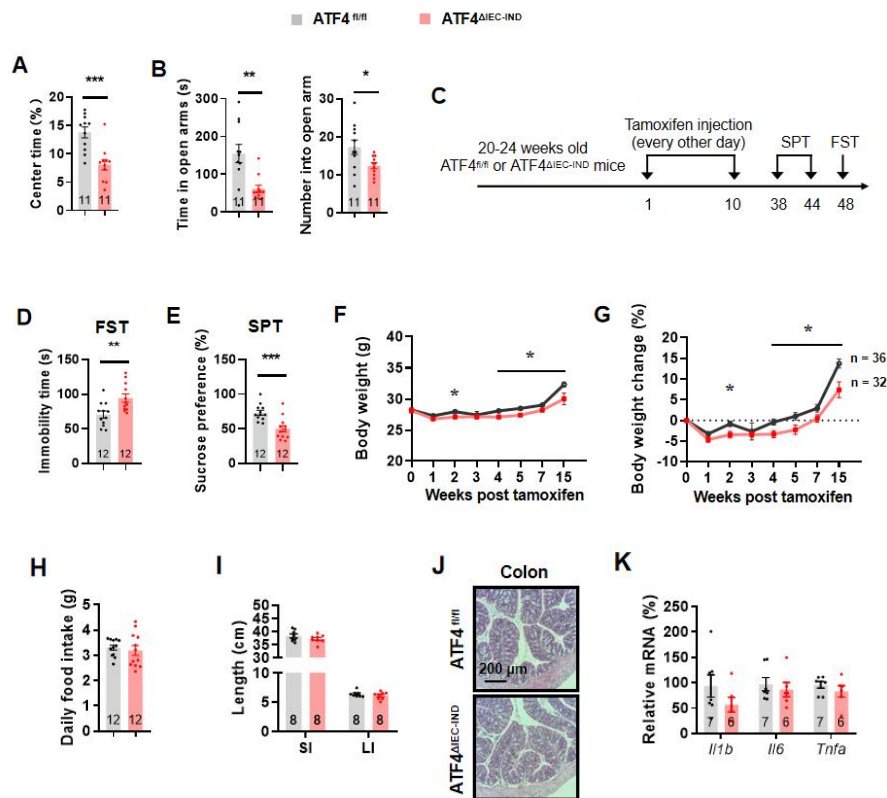 ATF4 fl/fl ATF4ΔIEC-IND
A
***
Center time (%)
20
15
10
5
0
11 11
B
**
Time in open arms (s)
300
200
100
0
11 11
*
Number into open arm
40
30
20
10
0
11 11
C
20-24 weeks old
ATF4fl/fl or ATF4ΔIEC-IND mice
Tamoxifen injection
(every other day)
SPT
FST
1 10 38 44 48
D
FST
**
Immobility time (s)
150
100
50
0
12 12
E
SPT
***
Sucrose preference (%)
150
100
50
0
12 12
F
Body weight (g)
40
35
30
25
20
* *
0 1 2 3 4 5 7 15
Weeks post tamoxifen
G
Body weight change (%)
20
15
10
5
0
-5
-10
* *
n = 36
n = 32
0 1 2 3 4 5 7 15
Weeks post tamoxifen
H
Daily food intake (g)
5
4
3
2
1
0
12 12
I
Length (cm)
50
45
40
35
30
10
5
0
8 8 8 8
SI LI
J
Colon
ATF4 fl/fl
200 μm
ATF4ΔIEC-IND
K
Relative mRNA (%)
250
200
150
100
50
0
7 6 7 6 7 6
Il1b Il6 Tnfa